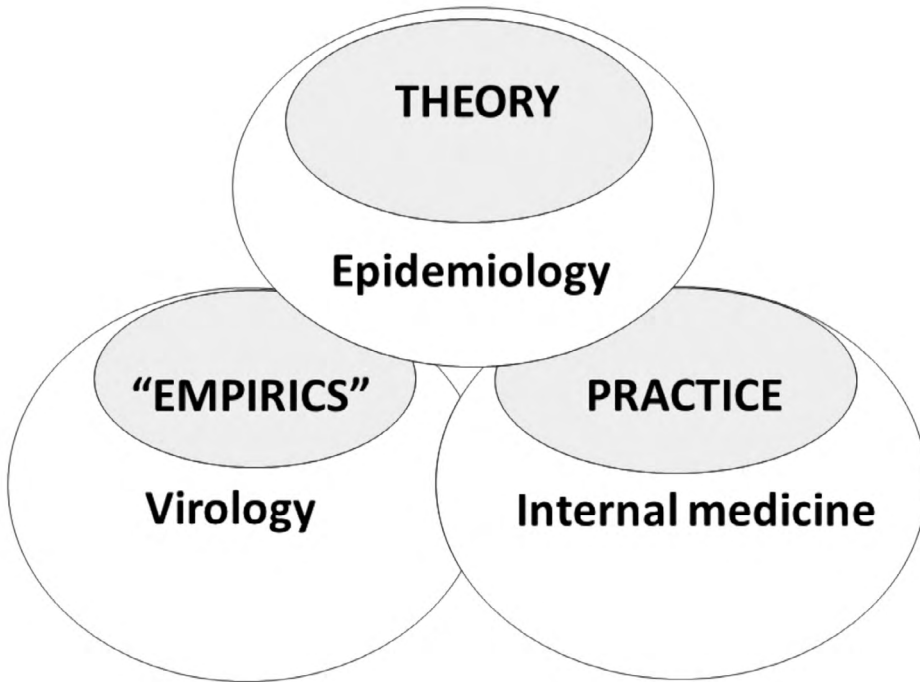 THEORY
Epidemiology
“EMPIRICS”
Virology
PRACTICE
Internal medicine